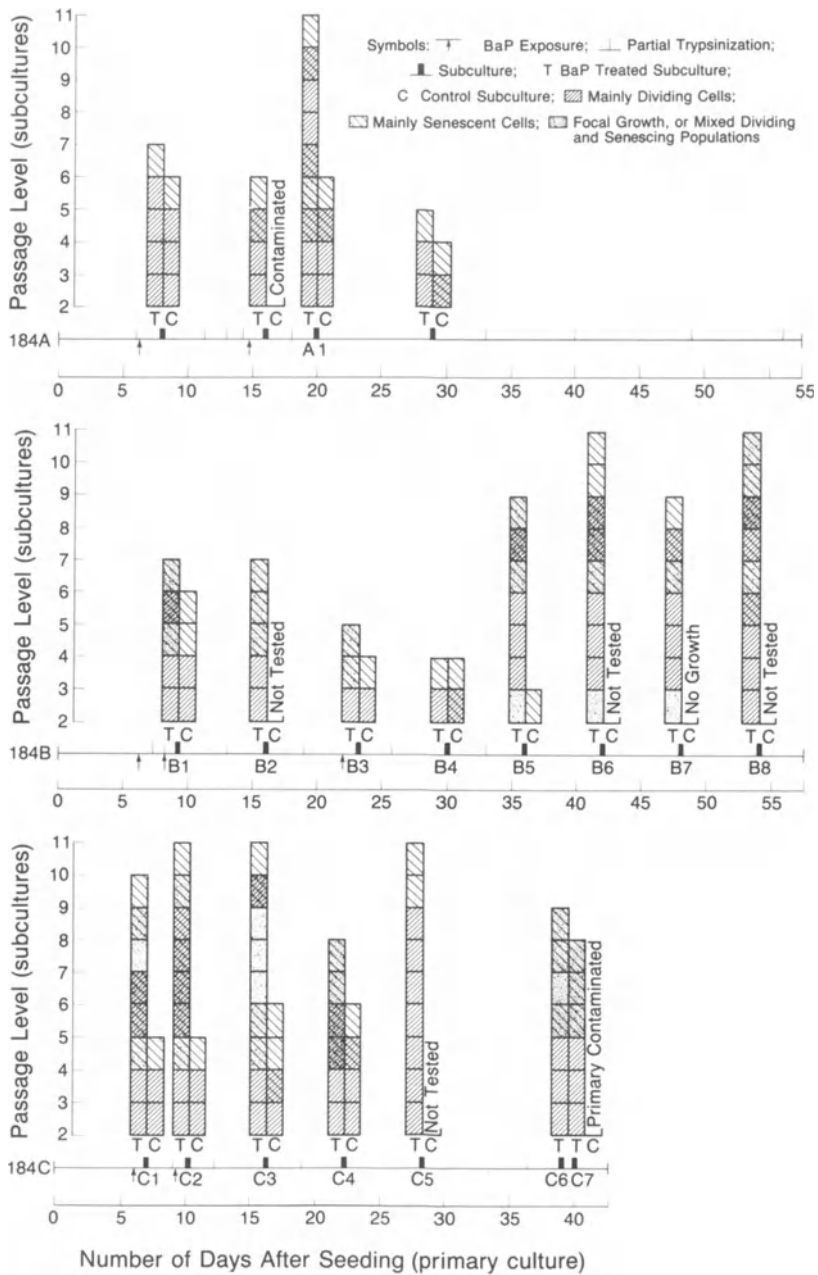 Symbols: BaP Exposure; Partial Trypsinization;
Subculture; T BaP Treated Subculture;
C Control Subculture; Mainly Dividing Cells;
Mainly Senescent Cells; Focal Growth, or Mixed Dividing
and Senescing Populations
Passage Level (subcultures)
11
10
9
8
7
6
5
4
3
2
Contaminated
T C T C T C T C
184A
A1
0 5 10 15 20 25 30 35 40 45 50 55
Passage Level (subcultures)
11
10
9
8
7
6
5
4
3
2
Not Tested
Not Tested
No Growth
Not Tested
T C T C T C T C T C T C T C T C
184B
B1 B2 B3 B4 B5 B6 B7 B8
0 5 10 15 20 25 30 35 40 45 50 55
Passage Level (subcultures)
11
10
9
8
7
6
5
4
3
2
Not Tested
Primary Contaminated
T C T C T C T C T C T T C
184C
C1 C2 C3 C4 C5 C6 C7
0 5 10 15 20 25 30 35 40
Number of Days After Seeding (primary culture)